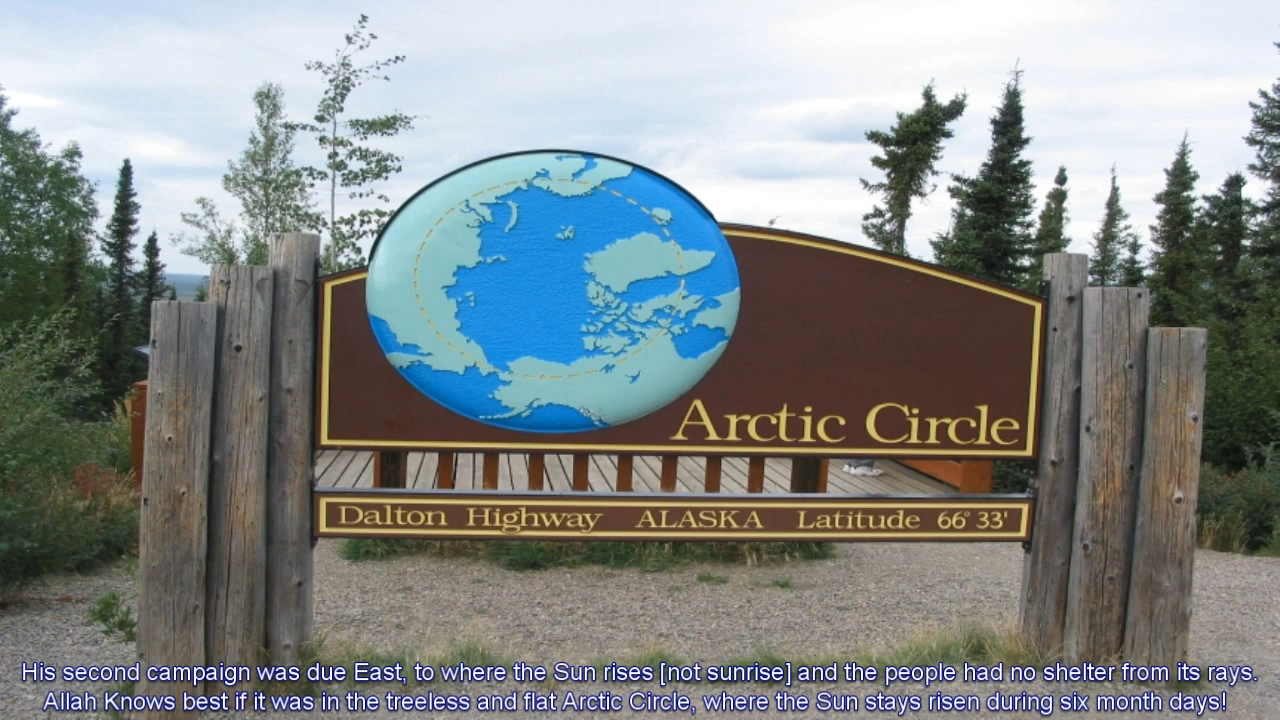 Arctic Circle
Dalton Highway ALASKA Latitude 66° 33'
His second campaign was due East, to where the Sun rises [not sunrise] and the people had no shelter from its rays.
Allah Knows best if it was in the treeless and flat Arctic Circle, where the Sun stays risen during six month days!